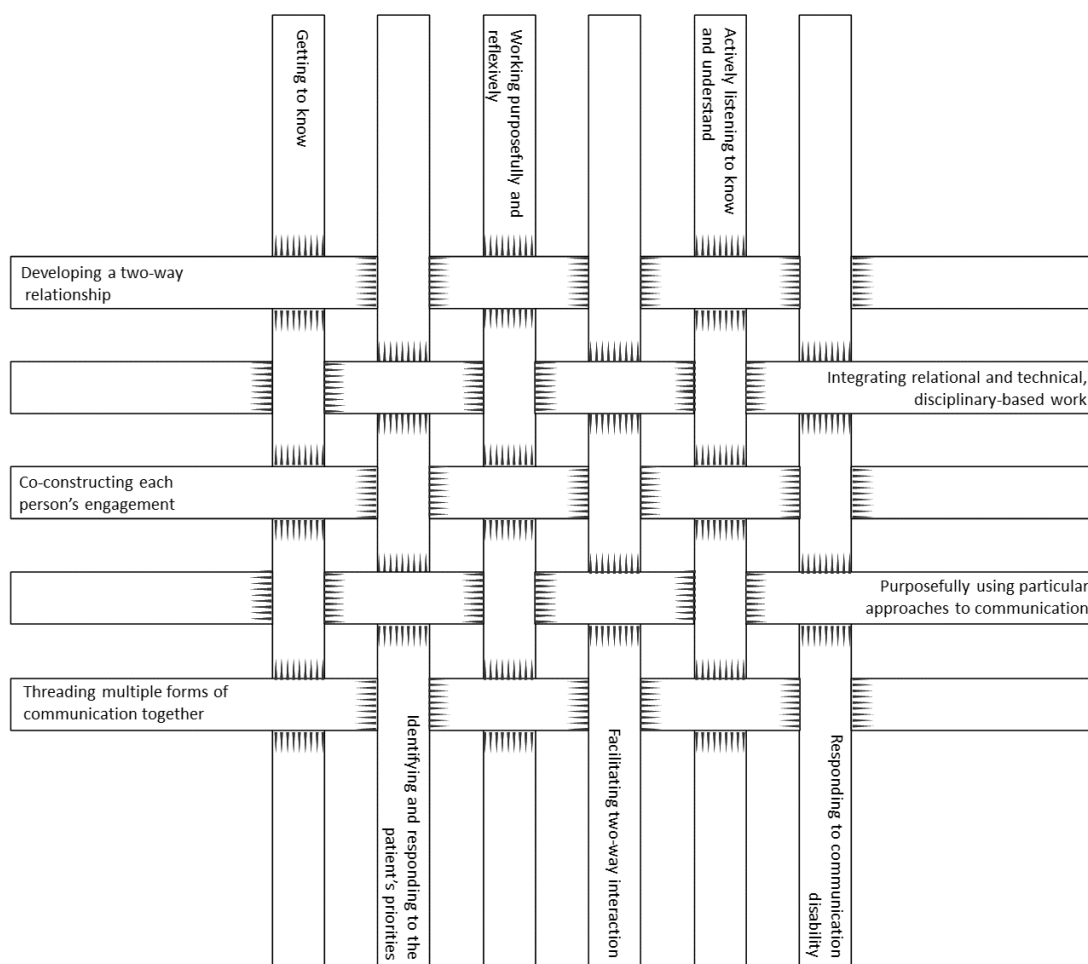 Getting to know
Working purposefully and
reflexively
Actively listening to know
and understand
Developing a two-way
relationship
Integrating relational and technical,
disciplinary-based work
Co-constructing each
person's engagement
Purposefully using particular
approaches to communication
Threading multiple forms of
communication together
Identifying and responding to the
patient's priorities
Facilitating two-way interaction
Responding to communication
disability